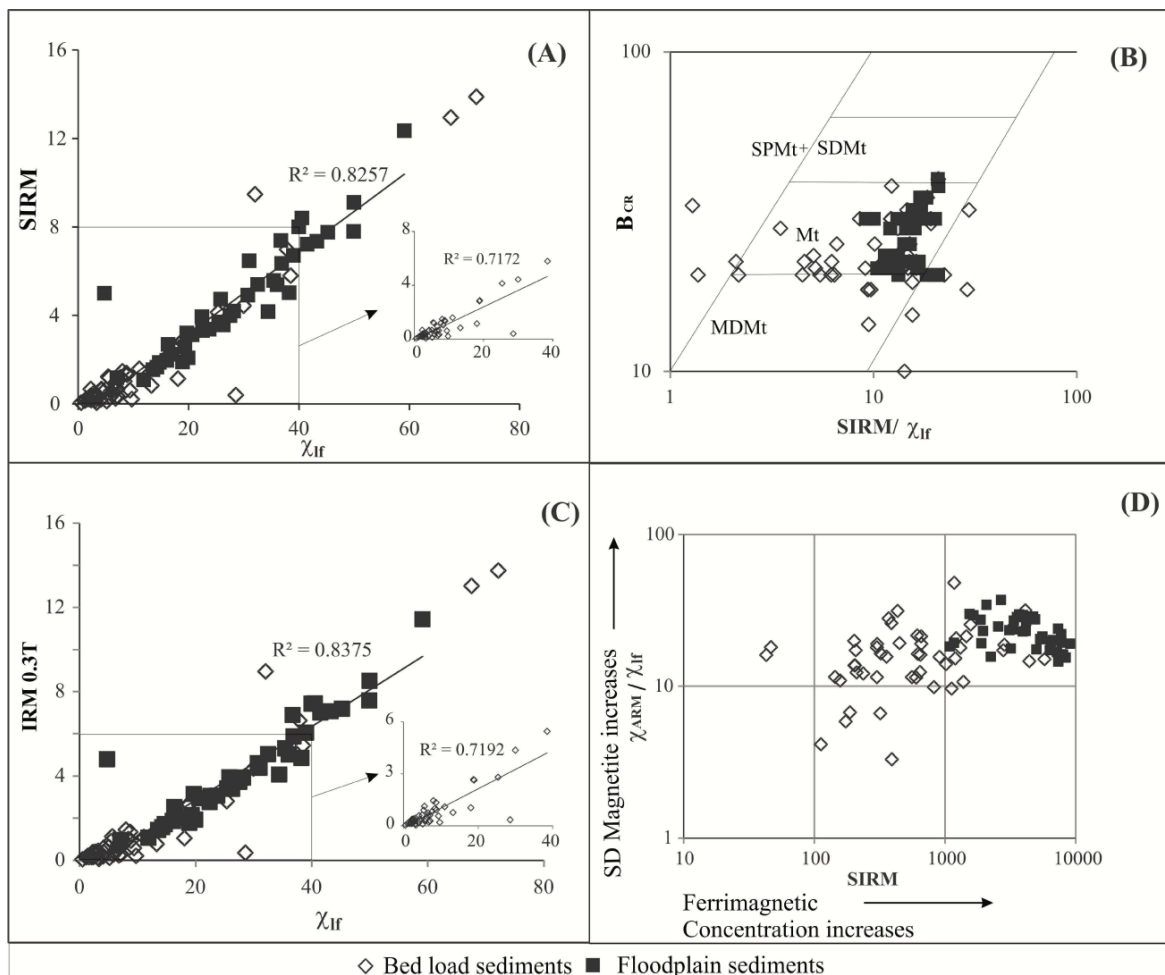 (A)
16
12
8
4
0
SIRM
R² = 0.8257
8
4
0
R² = 0.7172
0 20 40
0 20 40 60 80
χlf
(B)
100
10
BCR
SPMt+ SDMt
Mt
MDMt
1 10 100
SIRM/ χlf
(C)
16
12
8
4
0
IRM 0.3T
R² = 0.8375
6
3
0
R² = 0.7192
0 20 40
0 20 40 60 80
χlf
(D)
100
10
1
SD Magnetite increases
χARM / χlf
10 100 1000 10000
SIRM
Ferrimagnetic
Concentration increases
Bed load sediments Floodplain sediments